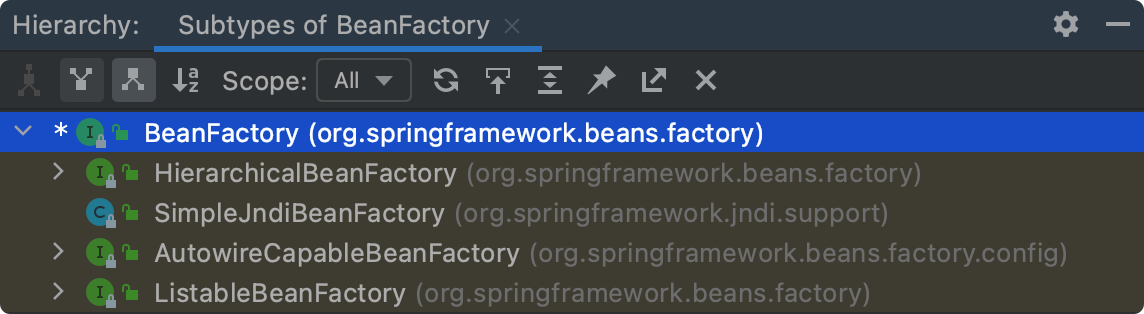 Hierarchy: Subtypes of BeanFactory
Scope: All
* BeanFactory (org.springframework.beans.factory)
HierarchicalBeanFactory (org.springframework.beans.factory)
SimpleJndiBeanFactory (org.springframework.jndi.support)
AutowireCapableBeanFactory (org.springframework.beans.factory.config)
ListableBeanFactory (org.springframework.beans.factory)